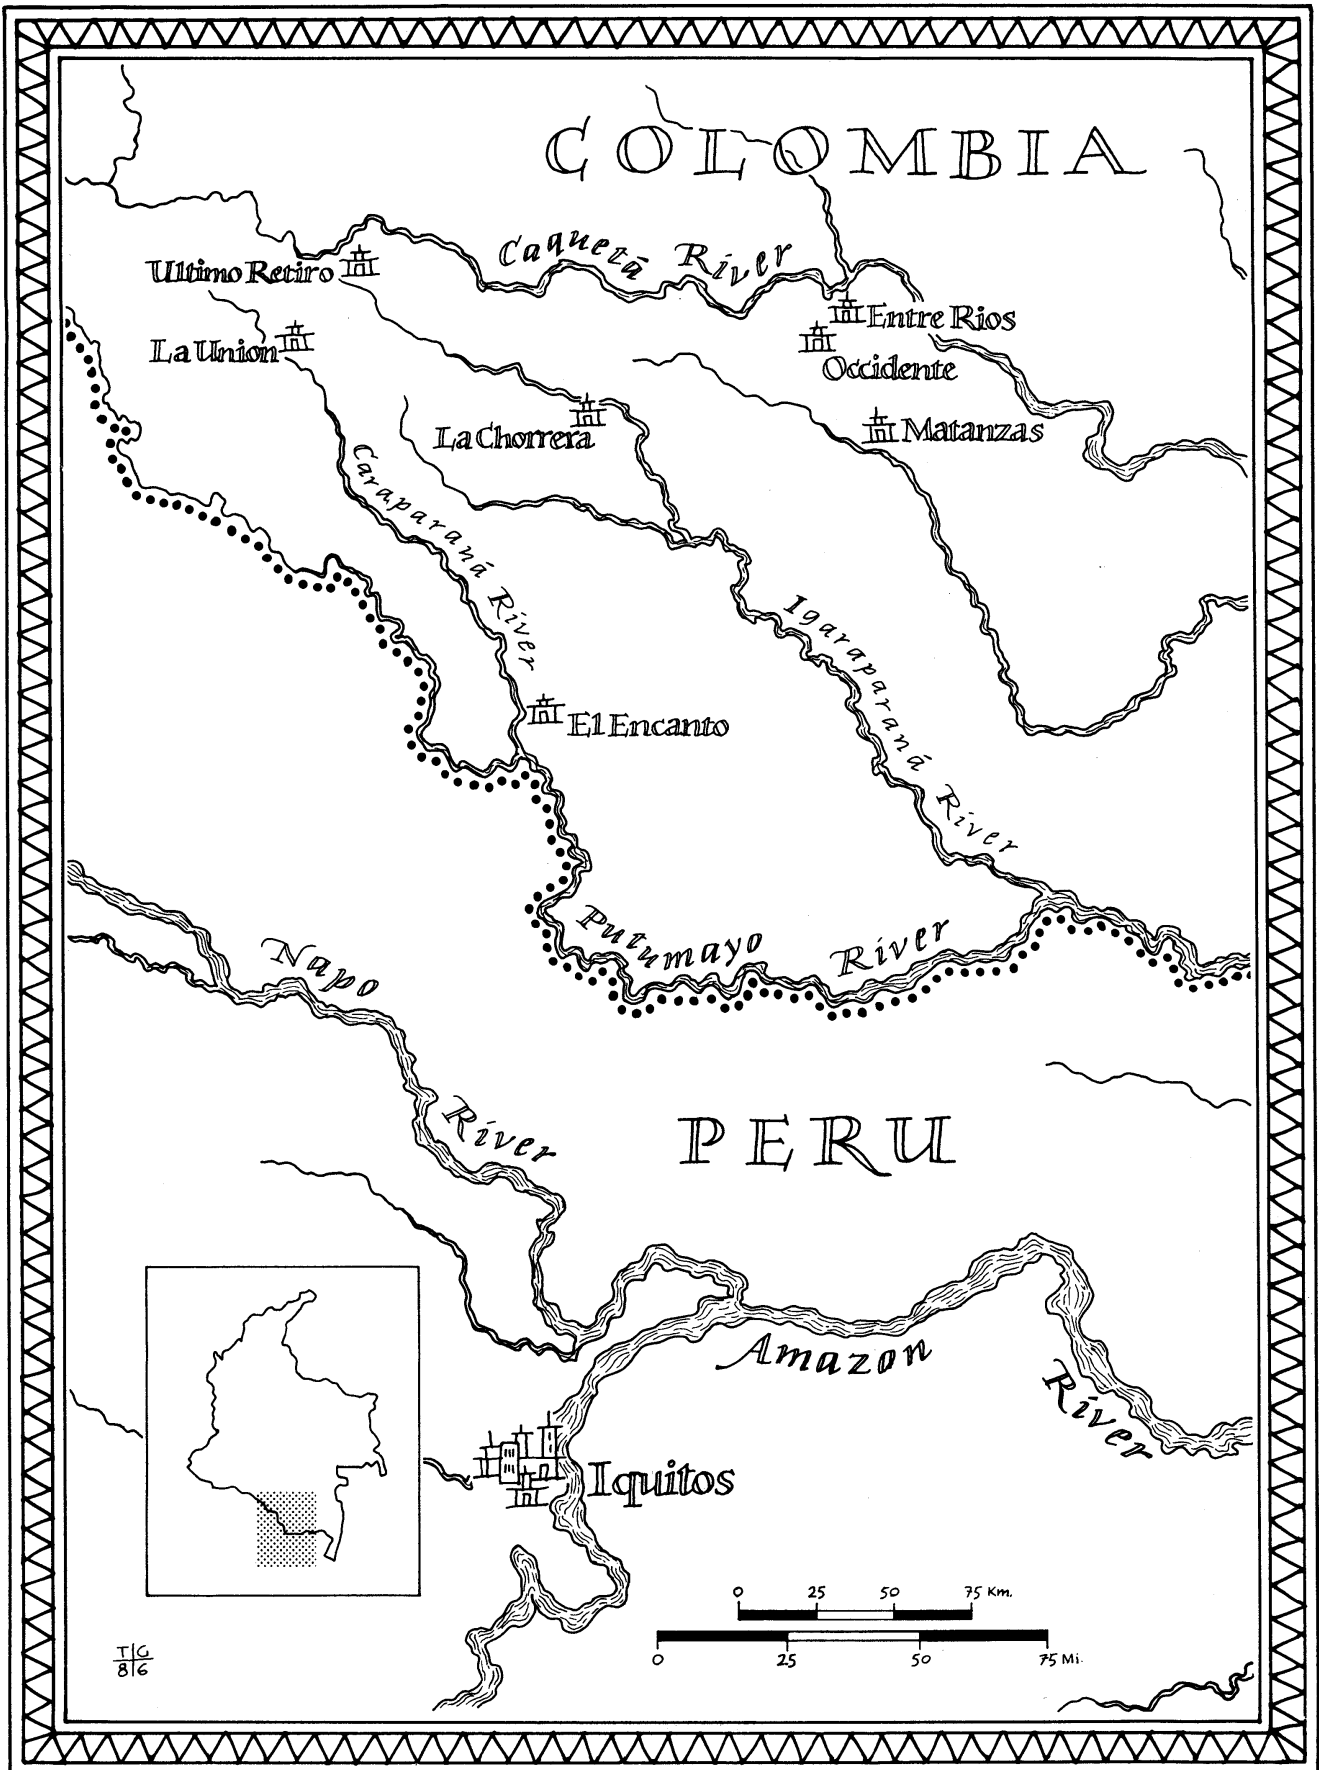 COLOMBIA
Caquetá River
Ultimo Retiro
Entre Rios
La Union
Occidente
La Chorrera
Matanzas
Caraparaná River
Igaraparaná River
El Encanto
Putumayo River
Napo River
PERU
Amazon River
Iquitos
0 25 50 75 Km.
0 25 50 75 Mi.
T G
8 6